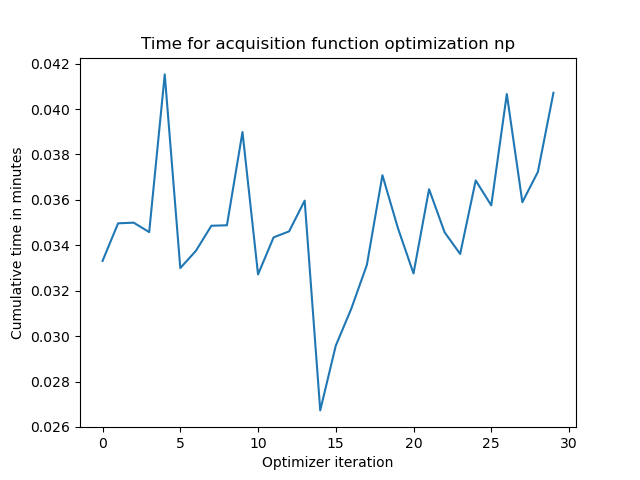 Time for acquisition function optimization np
Cumulative time in minutes
0.042
0.040
0.038
0.036
0.034
0.032
0.030
0.028
0.026
0 5 10 15 20 25 30
Optimizer iteration